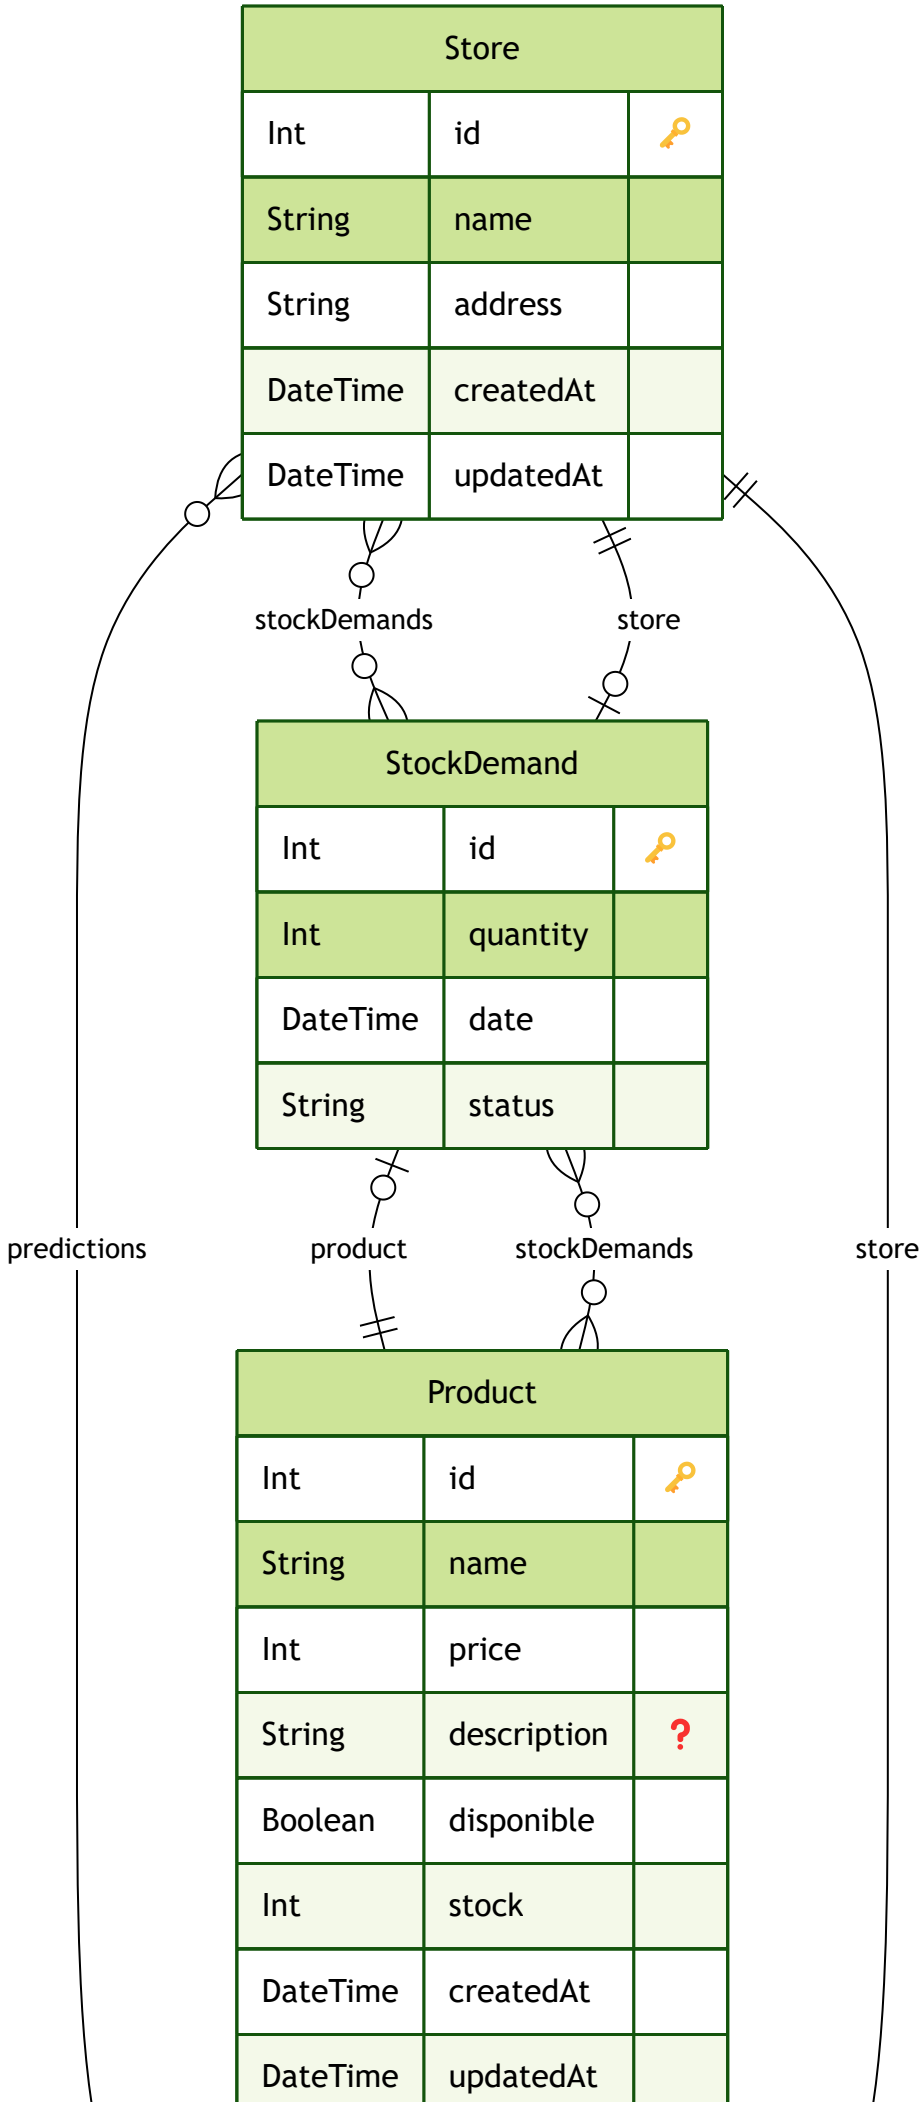 Store
Int id 🔑
String name
String address
DateTime createdAt
DateTime updatedAt
stockDemands store
StockDemand
Int id 🔑
Int quantity
DateTime date
String status
predictions product stockDemands store
Product
Int id 🔑
String name
Int price
String description ❓
Boolean disponible
Int stock
DateTime createdAt
DateTime updatedAt